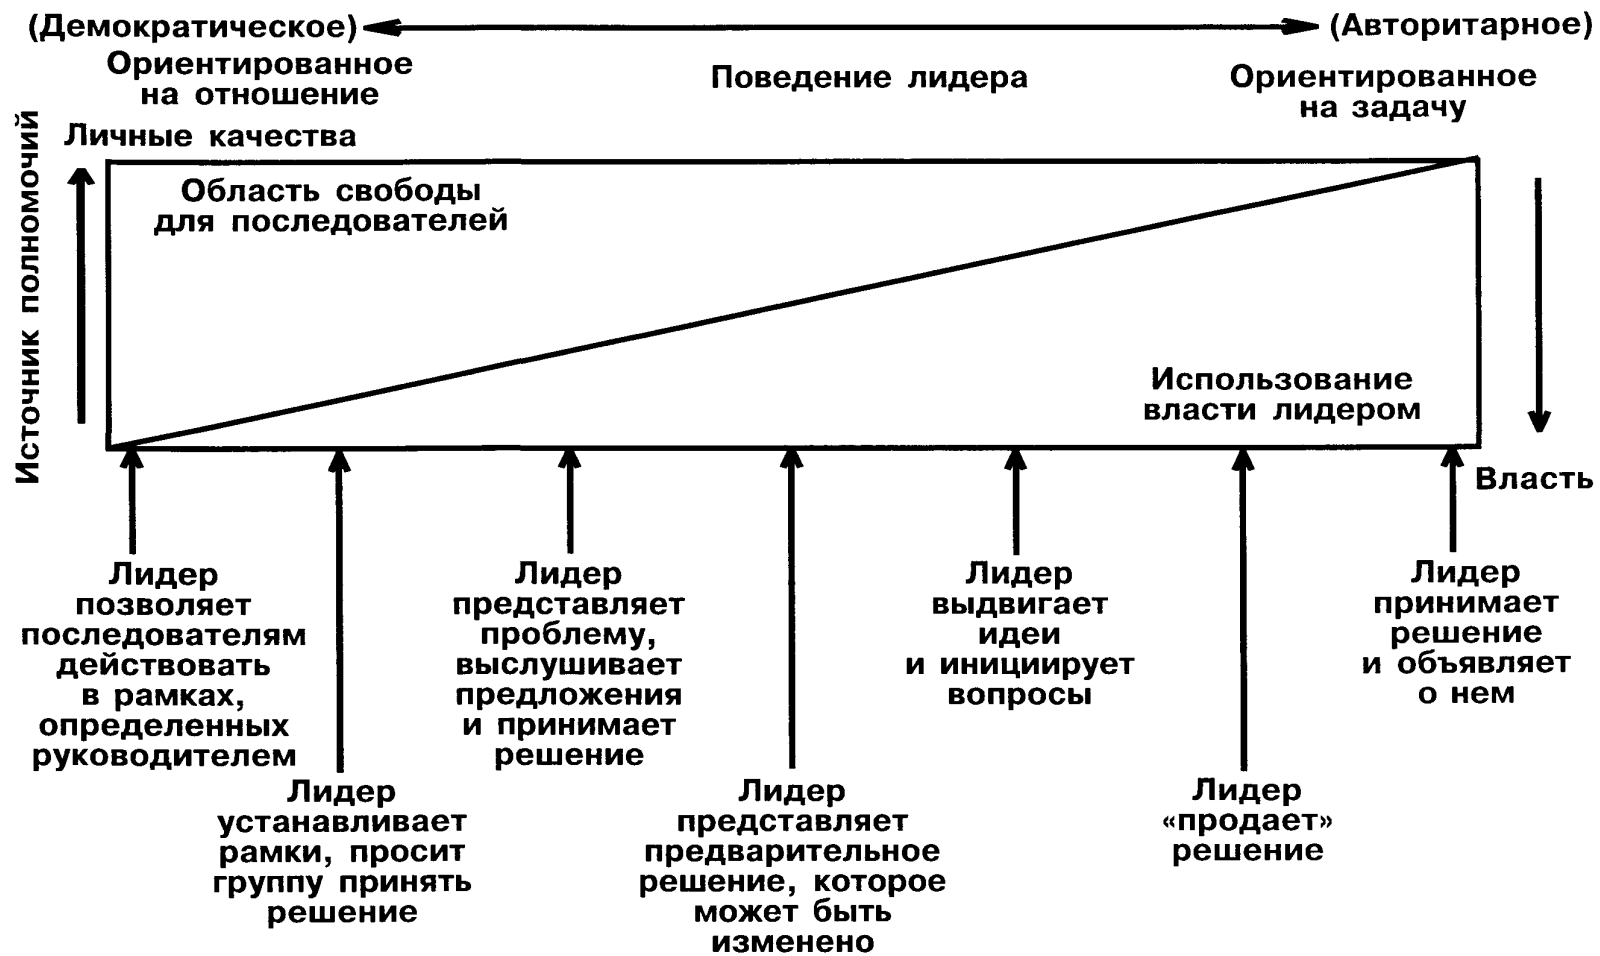 (Демократическое)
(Авторитарное)
Ориентированное
на отношение
Поведение лидера
Ориентированное
на задачу
Источник полномочий
Личные качества
Область свободы
для последователей
Использование
власти лидером
Власть
Лидер
позволяет
последователям
действовать
в рамках,
определенных
руководителем
Лидер
устанавливает
рамки, просит
группу принять
решение
Лидер
представляет
проблему,
выслушивает
предложения
и принимает
решение
Лидер
представляет
предварительное
решение, которое
может быть
изменено
Лидер
выдвигает
идеи
и инициирует
вопросы
Лидер
«продает»
решение
Лидер
принимает
решение
и объявляет
о нем